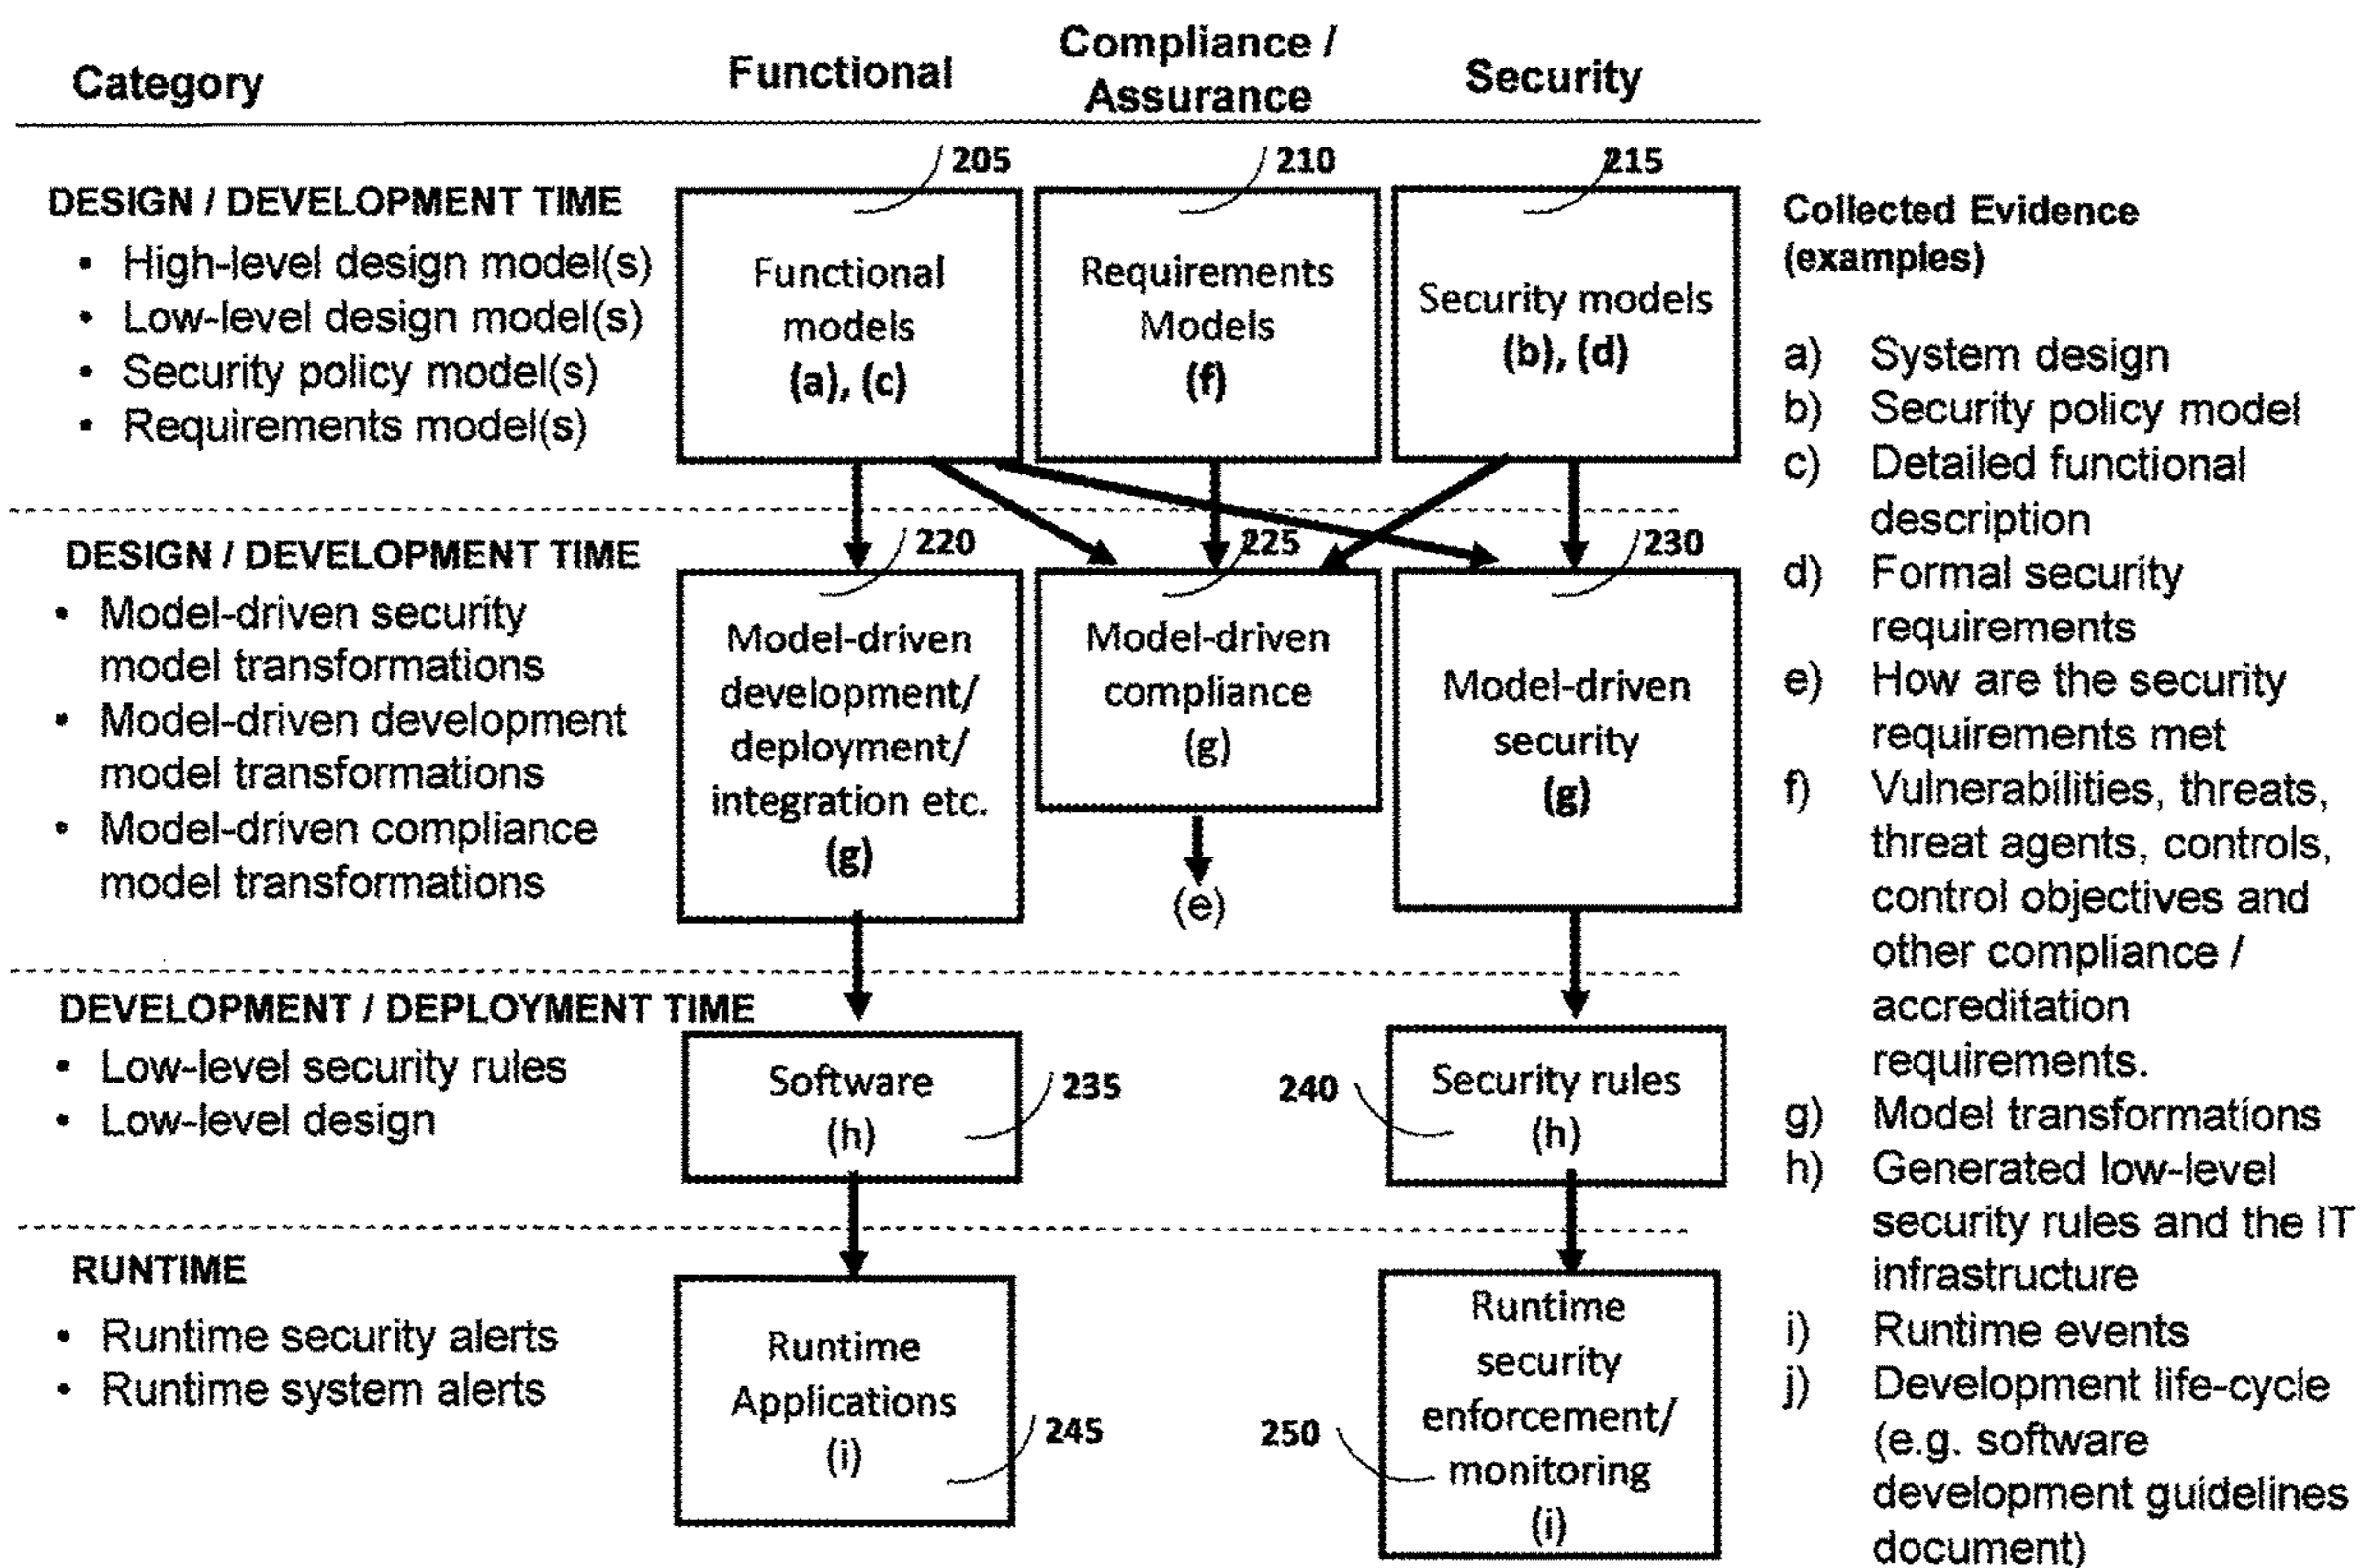 Category
Functional
Compliance /
Assurance
Security
205
210
215
DESIGN / DEVELOPMENT TIME
• High-level design model(s)
• Low-level design model(s)
• Security policy model(s)
• Requirements model(s)
Functional
models
(a), (c)
Requirements
Models
(f)
Security models
(b), (d)
220
225
230
DESIGN / DEVELOPMENT TIME
• Model-driven security
model transformations
• Model-driven development
model transformations
• Model-driven compliance
model transformations
Model-driven
development/
deployment/
integration etc.
(g)
Model-driven
compliance
(g)
(e)
Model-driven
security
(g)
DEVELOPMENT / DEPLOYMENT TIME
• Low-level security rules
• Low-level design
Software
(h)
235
240
Security rules
(h)
RUNTIME
• Runtime security alerts
• Runtime system alerts
Runtime
Applications
(i)
245
250
Runtime
security
enforcement/
monitoring
(i)
Collected Evidence
(examples)
a) System design
b) Security policy model
c) Detailed functional
description
d) Formal security
requirements
e) How are the security
requirements met
f) Vulnerabilities, threats,
threat agents, controls,
control objectives and
other compliance /
accreditation
requirements.
g) Model transformations
h) Generated low-level
security rules and the IT
infrastructure
i) Runtime events
j) Development life-cycle
(e.g. software
development guidelines
document)